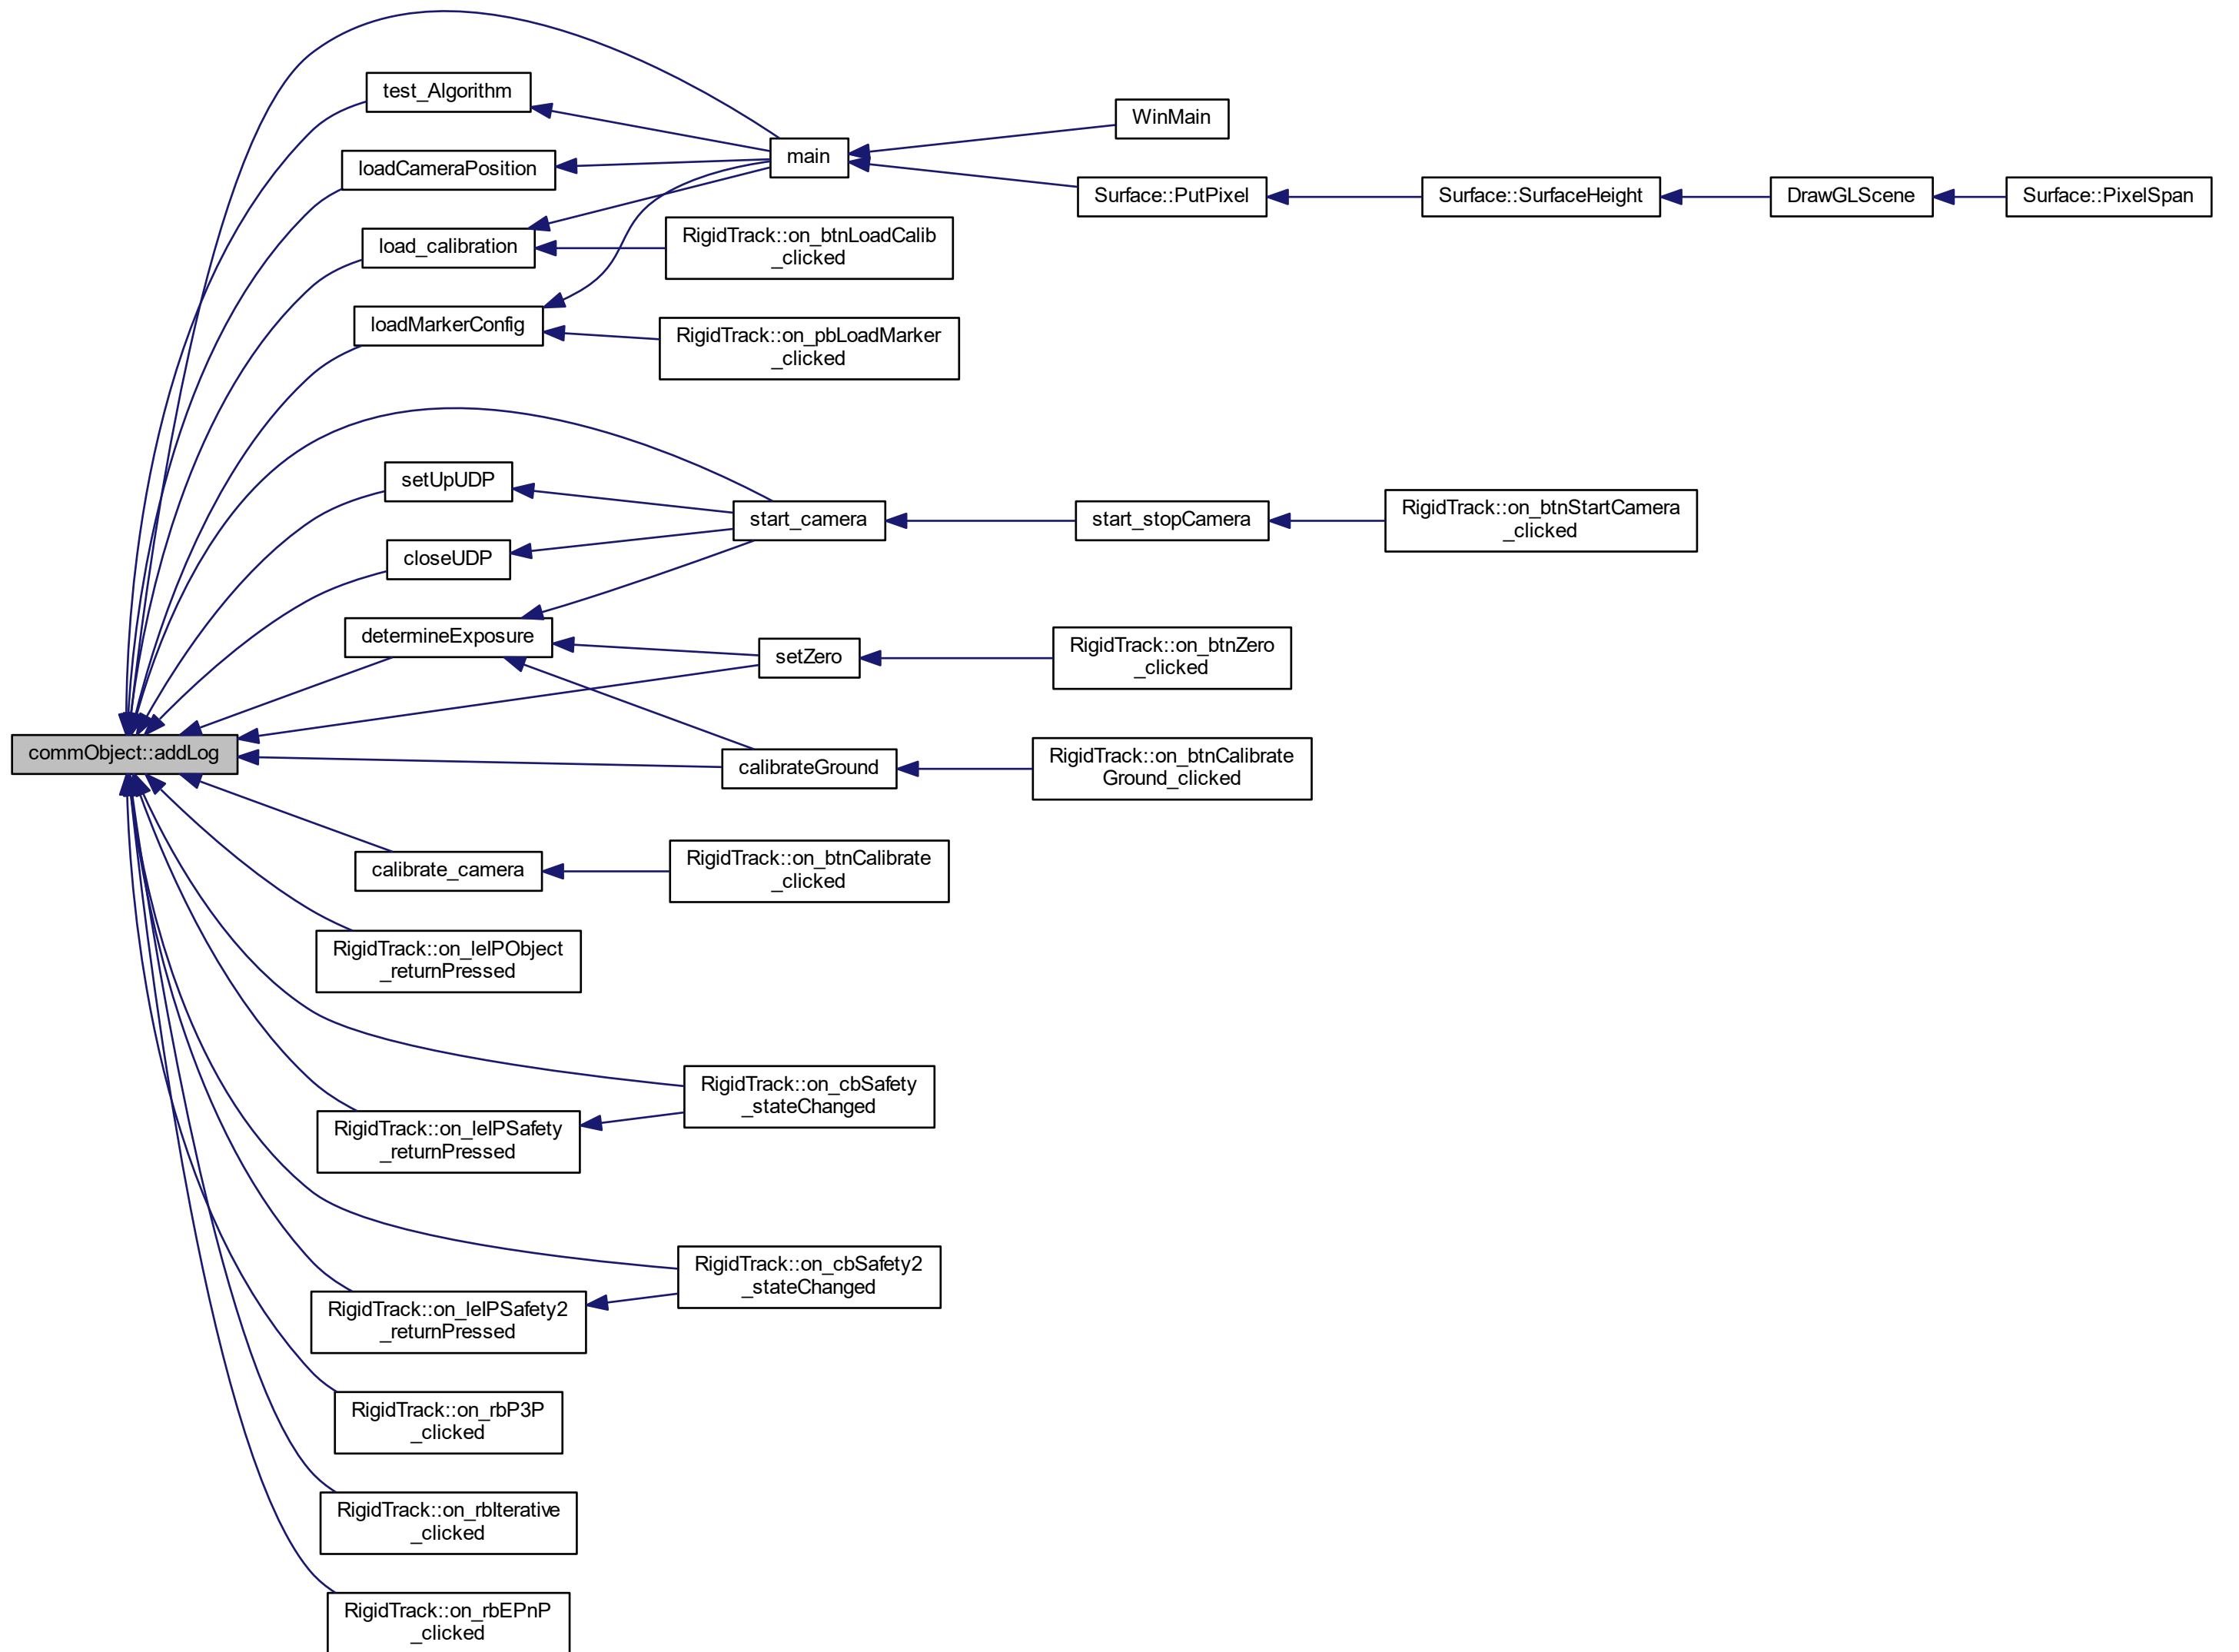 test_Algorithm
loadCameraPosition
load_calibration
loadMarkerConfig
main
WinMain
Surface::PutPixel
Surface::SurfaceHeight
DrawGLScene
Surface::PixelSpan
RigidTrack::on_btnLoadCalib
_clicked
RigidTrack::on_pbLoadMarker
_clicked
setUpUDP
closeUDP
determineExposure
start_camera
start_stopCamera
RigidTrack::on_btnStartCamera
_clicked
setZero
RigidTrack::on_btnZero
_clicked
commObject::addLog
calibrateGround
RigidTrack::on_btnCalibrate
Ground_clicked
calibrate_camera
RigidTrack::on_btnCalibrate
_clicked
RigidTrack::on_leIPObject
_returnPressed
RigidTrack::on_cbSafety
_stateChanged
RigidTrack::on_leIPSafety
_returnPressed
RigidTrack::on_cbSafety2
_stateChanged
RigidTrack::on_leIPSafety2
_returnPressed
RigidTrack::on_rbP3P
_clicked
RigidTrack::on_rbIterative
_clicked
RigidTrack::on_rbEPnP
_clicked